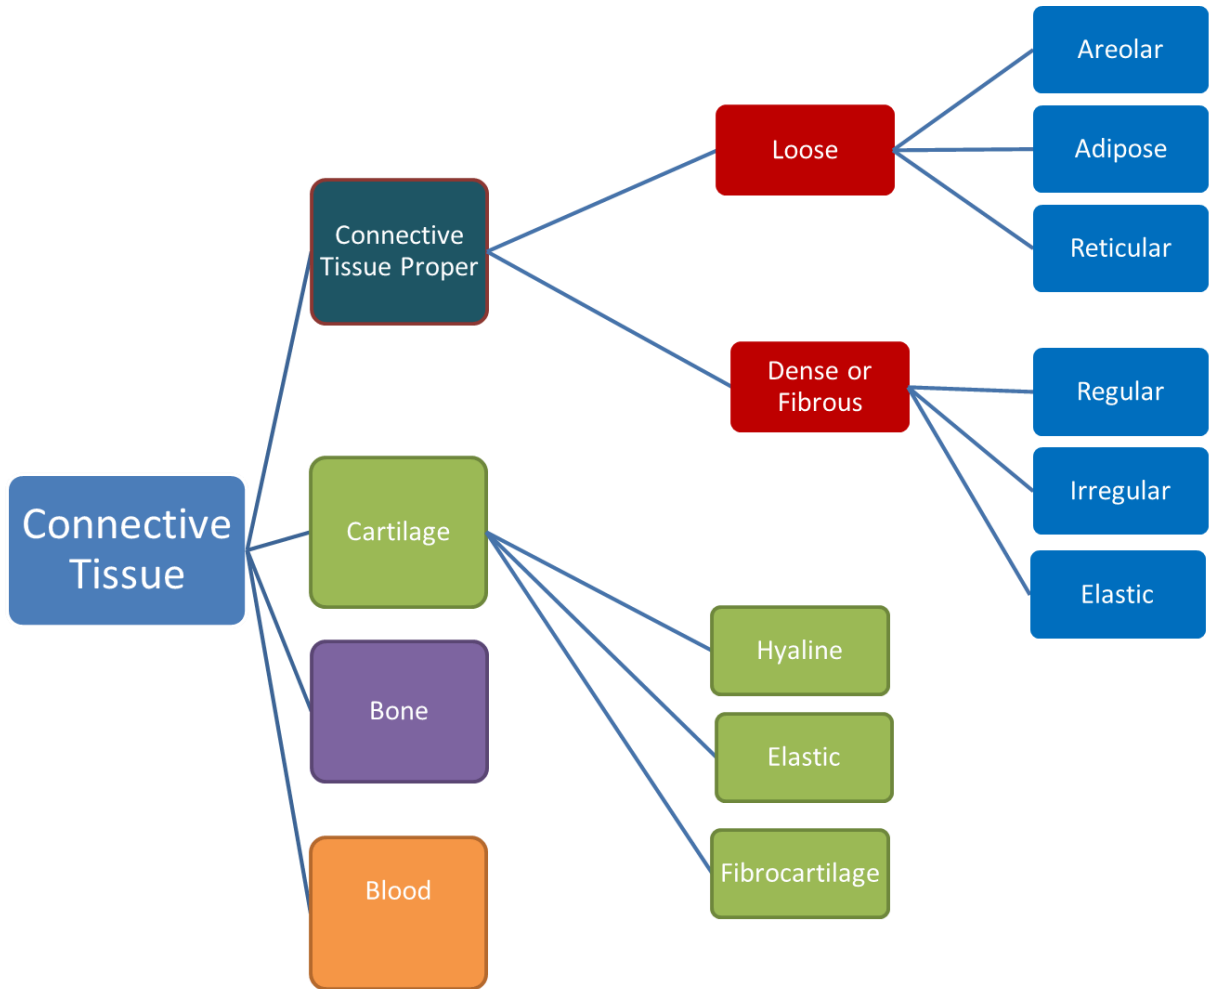 Areolar
Loose
Adipose
Connective
Tissue Proper
Reticular
Dense or
Fibrous
Regular
Irregular
Connective
Tissue
Cartilage
Elastic
Hyaline
Bone
Elastic
Fibrocartilage
Blood